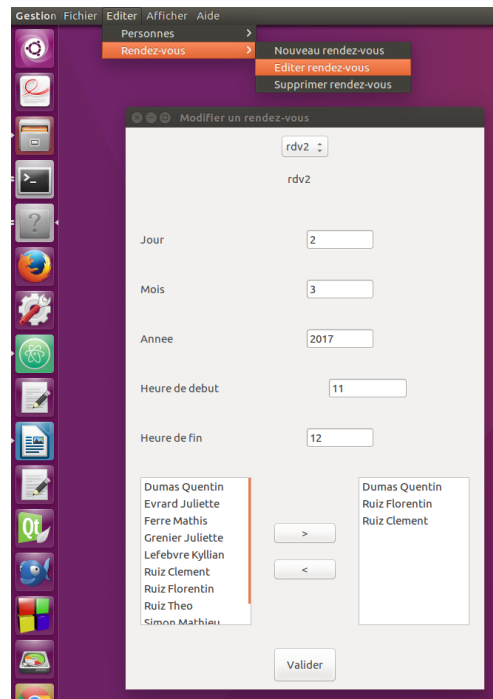 Gestion Fichier Editer Afficher Aide
Personnes >
Rendez-vous >
Nouveau rendez-vous
Editer rendez-vous
Supprimer rendez-vous
Modifier un rendez-vous
rdv2
rdv2
Jour 2
Mois 3
Annee 2017
Heure de debut 11
Heure de fin 12
Dumas Quentin
Evrard Juliette
Ferre Mathis
Grenier Juliette
Lefebvre Kyllian
Ruiz Clement
Ruiz Florentin
Ruiz Theo
Simon Mathieu
>
<
Dumas Quentin
Ruiz Florentin
Ruiz Clement
Valider